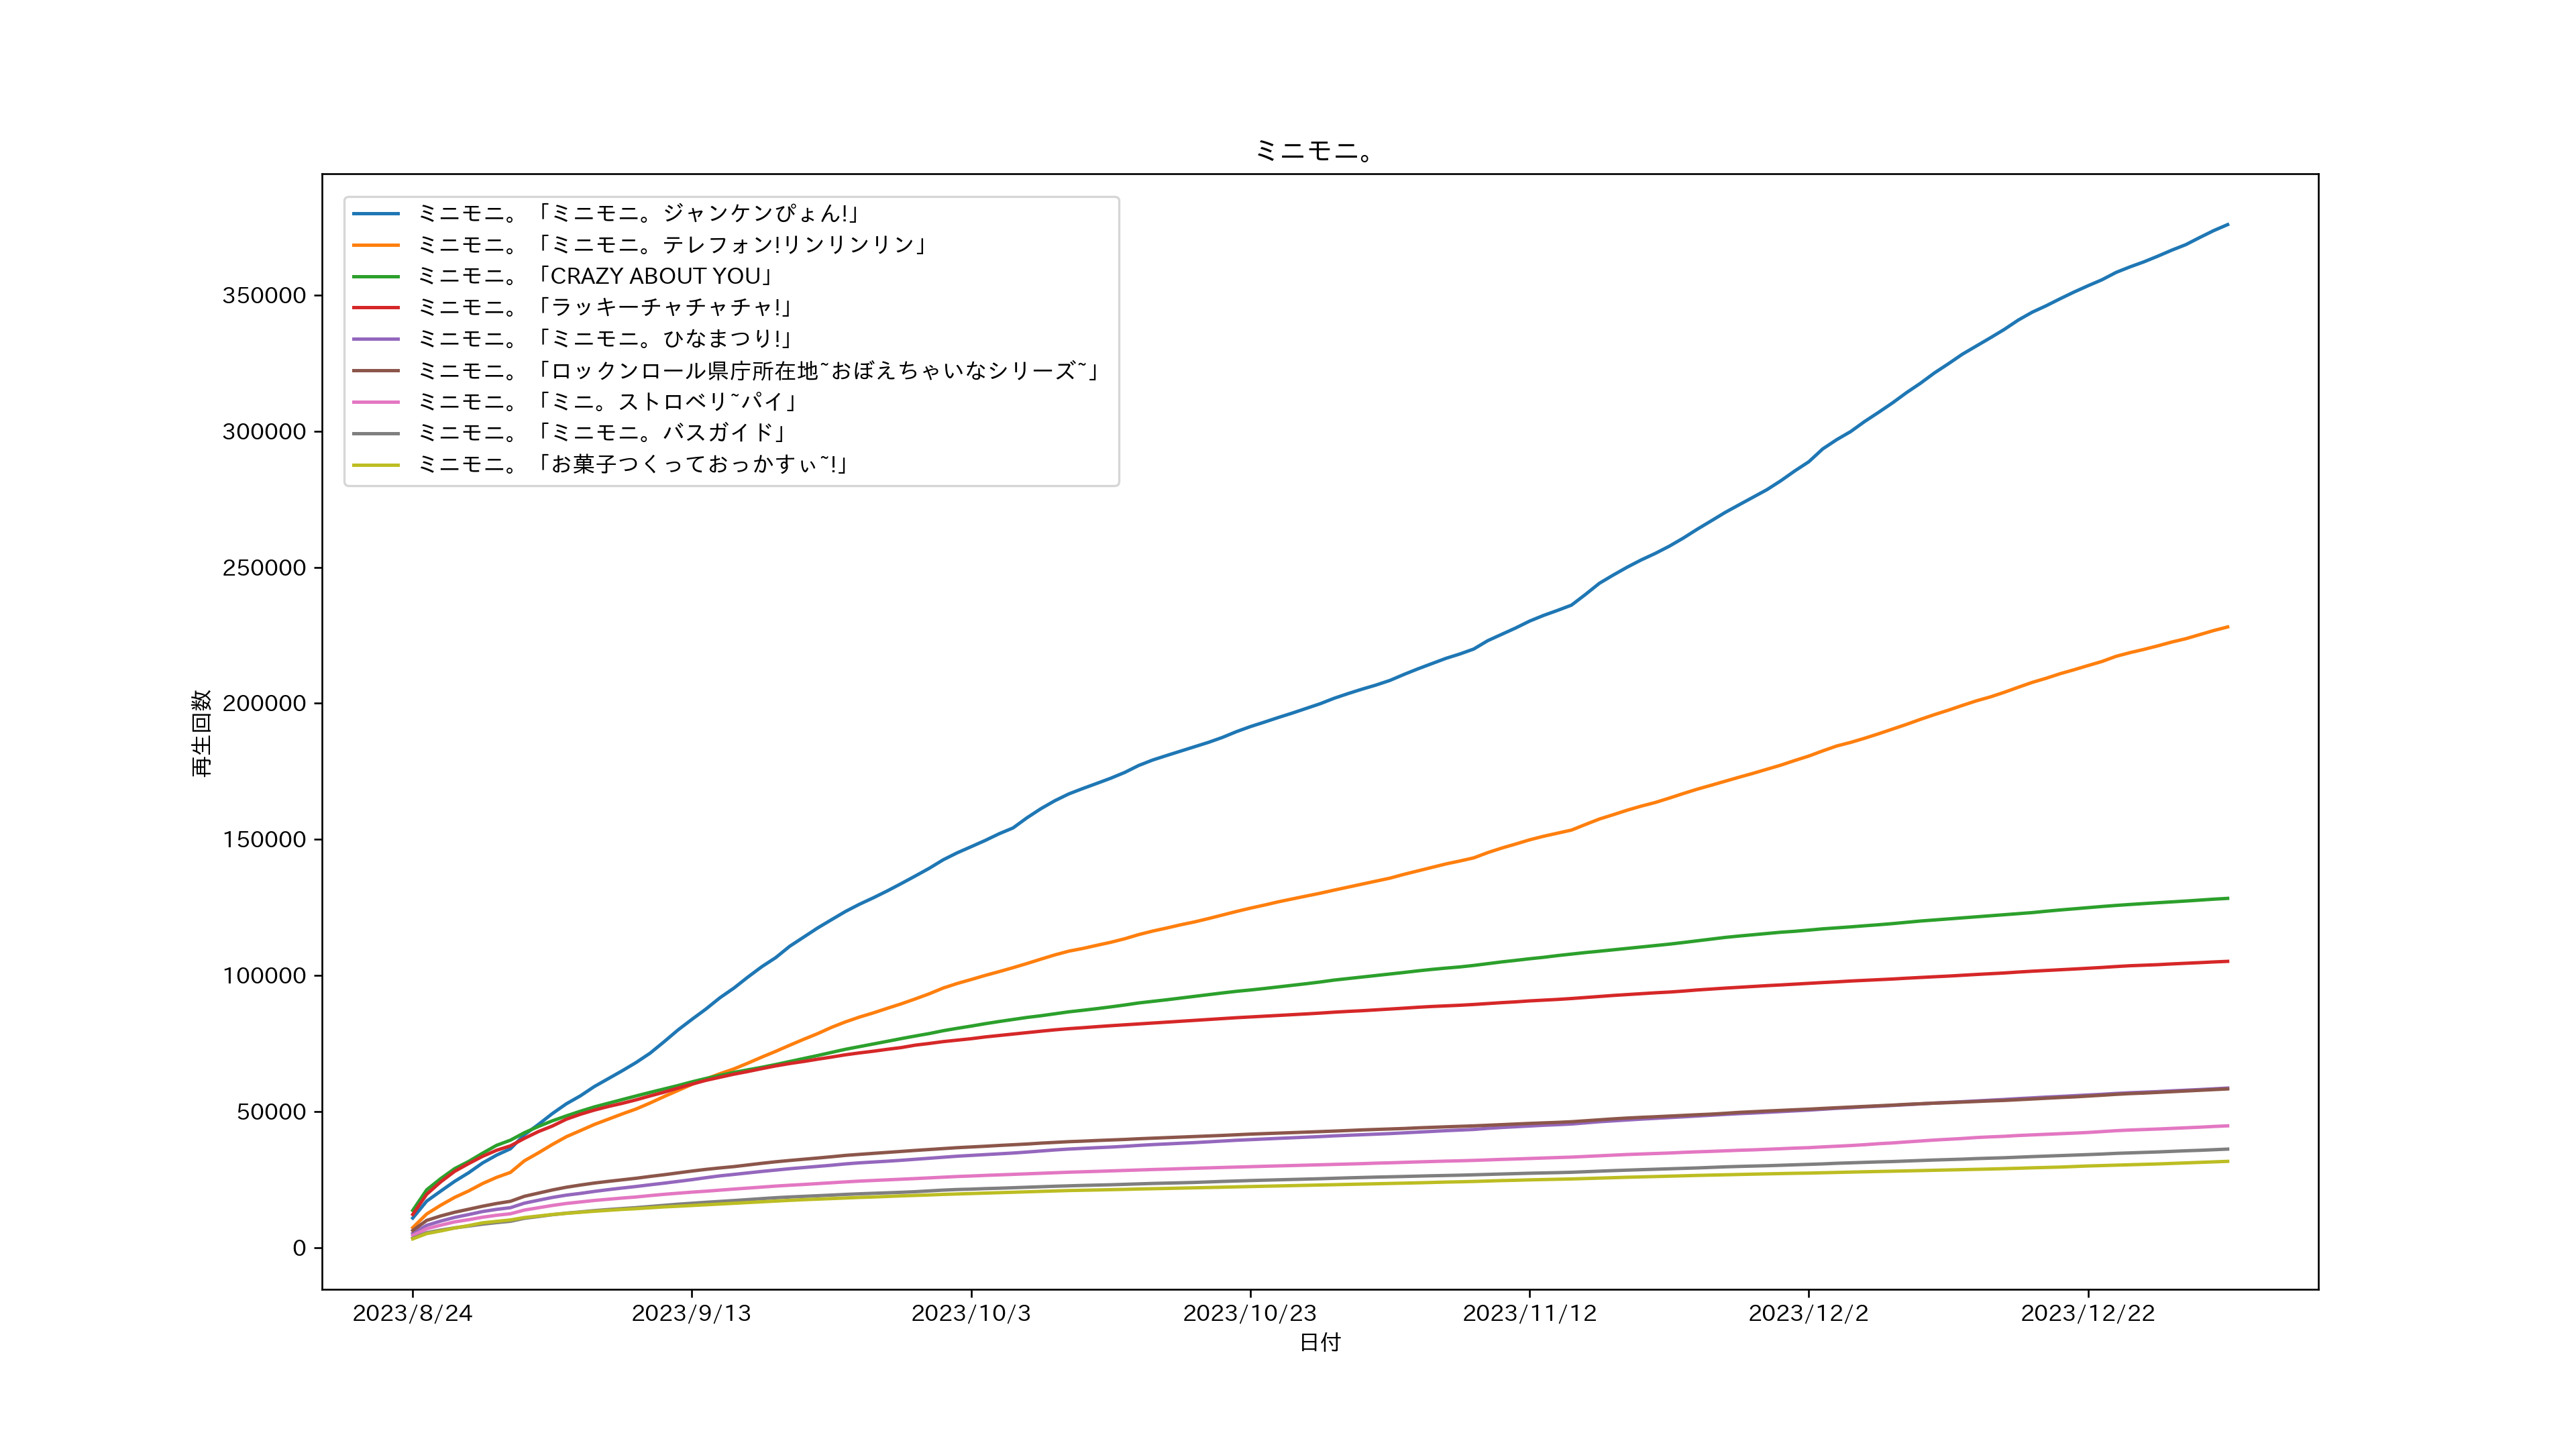 ミニモニ。
ミニモニ。「ミニモニ。ジャンケンぴょん!」
ミニモニ。「ミニモニ。テレフォン!リンリンリン」
ミニモニ。「CRAZY ABOUT YOU」
ミニモニ。「ラッキーチャチャチャ!」
ミニモニ。「ミニモニ。ひなまつり!」
ミニモニ。「ロックンロール県庁所在地~おぼえちゃいなシリーズ~」
ミニモニ。「ミニ。ストロベリ~パイ」
ミニモニ。「ミニモニ。バスガイド」
ミニモニ。「お菓子つくっておっかすぃ~!」
350000
300000
250000
200000
150000
100000
50000
0
再生回数
2023/8/24 2023/9/13 2023/10/3 2023/10/23 2023/11/12 2023/12/2 2023/12/22
日付